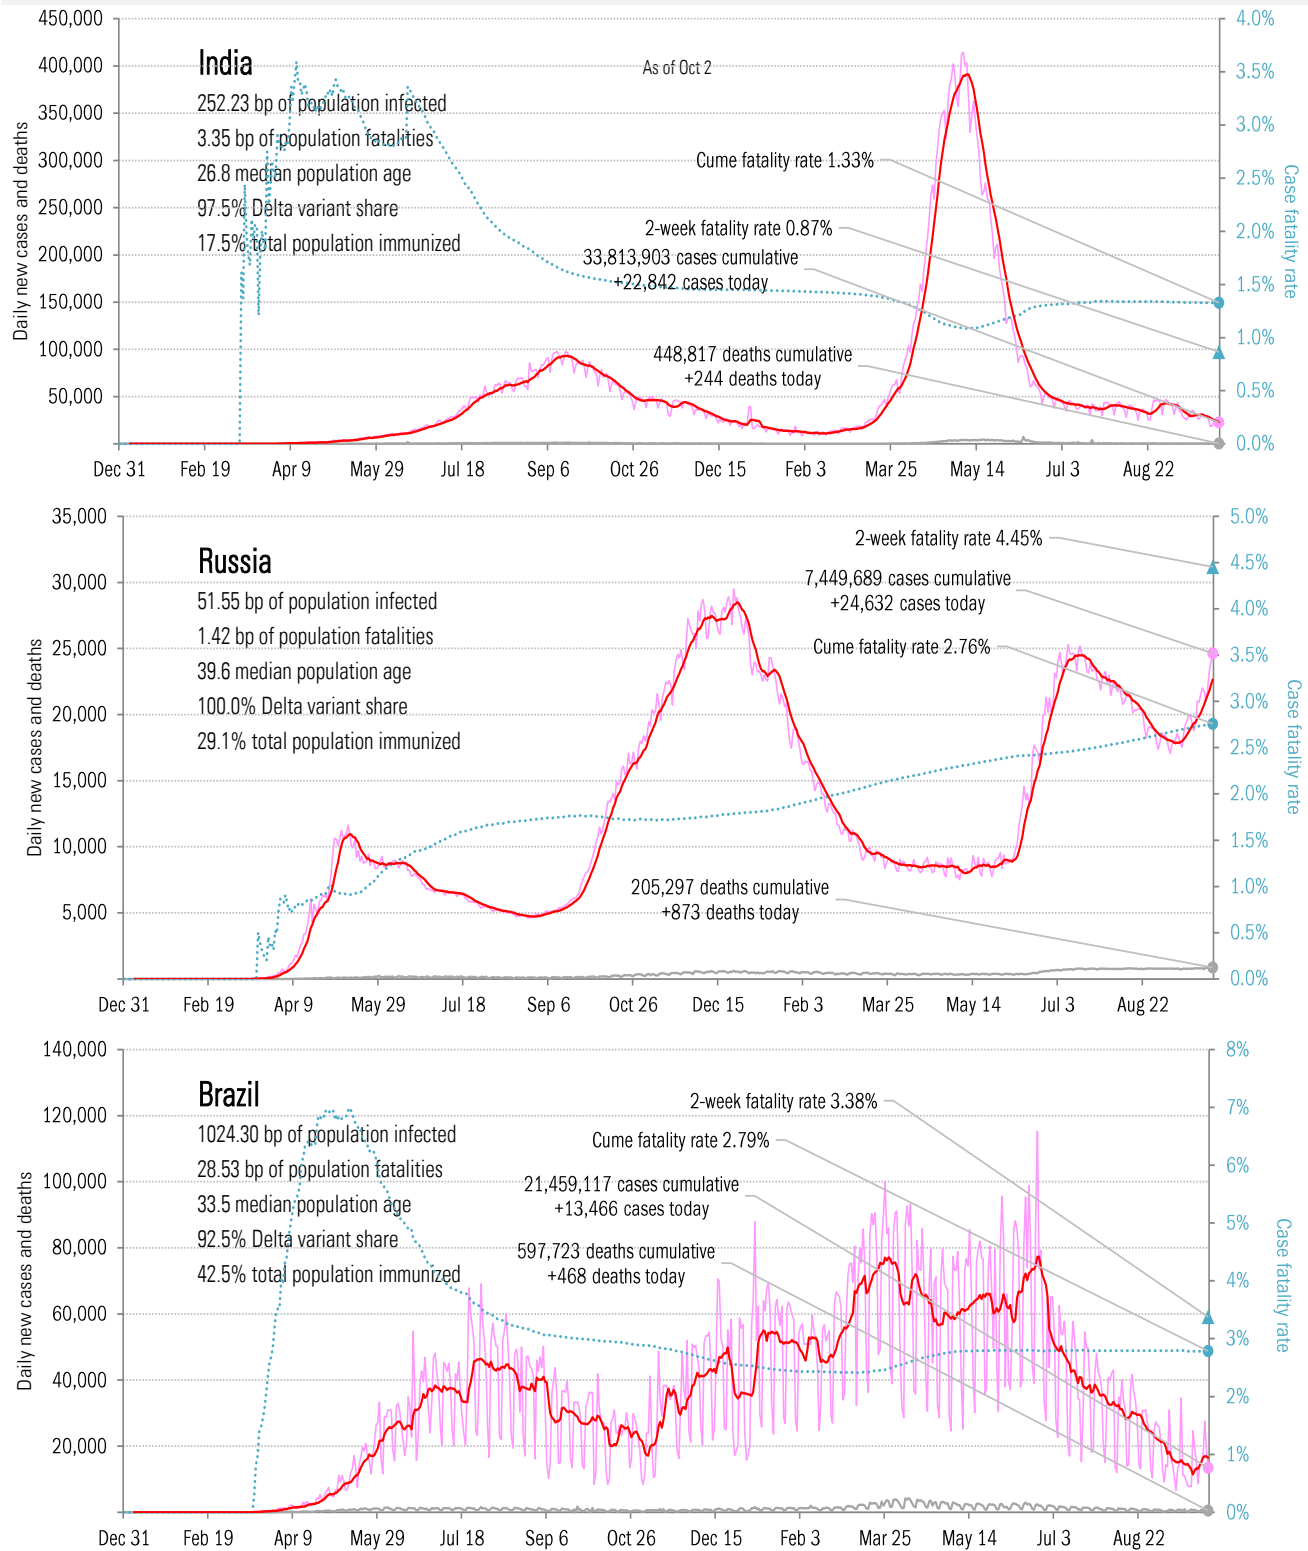 450,000
400,000
350,000
300,000
250,000
200,000
150,000
100,000
50,000
Daily new cases and deaths
India
252.23 bp of population infected
3.35 bp of population fatalities
26.8 median population age
97.5% Delta variant share
17.5% total population immunized
As of Oct 2
Cume fatality rate 1.33%
2-week fatality rate 0.87%
33,813,903 cases cumulative
+22,842 cases today
448,817 deaths cumulative
+244 deaths today
4.0%
3.5%
3.0%
2.5%
2.0%
1.5%
1.0%
0.5%
0.0%
Case fatality rate
Dec 31 Feb 19 Apr 9 May 29 Jul 18 Sep 6 Oct 26 Dec 15 Feb 3 Mar 25 May 14 Jul 3 Aug 22
35,000
30,000
25,000
20,000
15,000
10,000
5,000
Daily new cases and deaths
Russia
51.55 bp of population infected
1.42 bp of population fatalities
39.6 median population age
100.0% Delta variant share
29.1% total population immunized
2-week fatality rate 4.45%
7,449,689 cases cumulative
+24,632 cases today
Cume fatality rate 2.76%
205,297 deaths cumulative
+873 deaths today
5.0%
4.5%
4.0%
3.5%
3.0%
2.5%
2.0%
1.5%
1.0%
0.5%
0.0%
Case fatality rate
Dec 31 Feb 19 Apr 9 May 29 Jul 18 Sep 6 Oct 26 Dec 15 Feb 3 Mar 25 May 14 Jul 3 Aug 22
140,000
120,000
100,000
80,000
60,000
40,000
20,000
Daily new cases and deaths
Brazil
1024.30 bp of population infected
28.53 bp of population fatalities
33.5 median population age
92.5% Delta variant share
42.5% total population immunized
2-week fatality rate 3.38%
Cume fatality rate 2.79%
21,459,117 cases cumulative
+13,466 cases today
597,723 deaths cumulative
+468 deaths today
8%
7%
6%
5%
4%
3%
2%
1%
0%
Case fatality rate
Dec 31 Feb 19 Apr 9 May 29 Jul 18 Sep 6 Oct 26 Dec 15 Feb 3 Mar 25 May 14 Jul 3 Aug 22